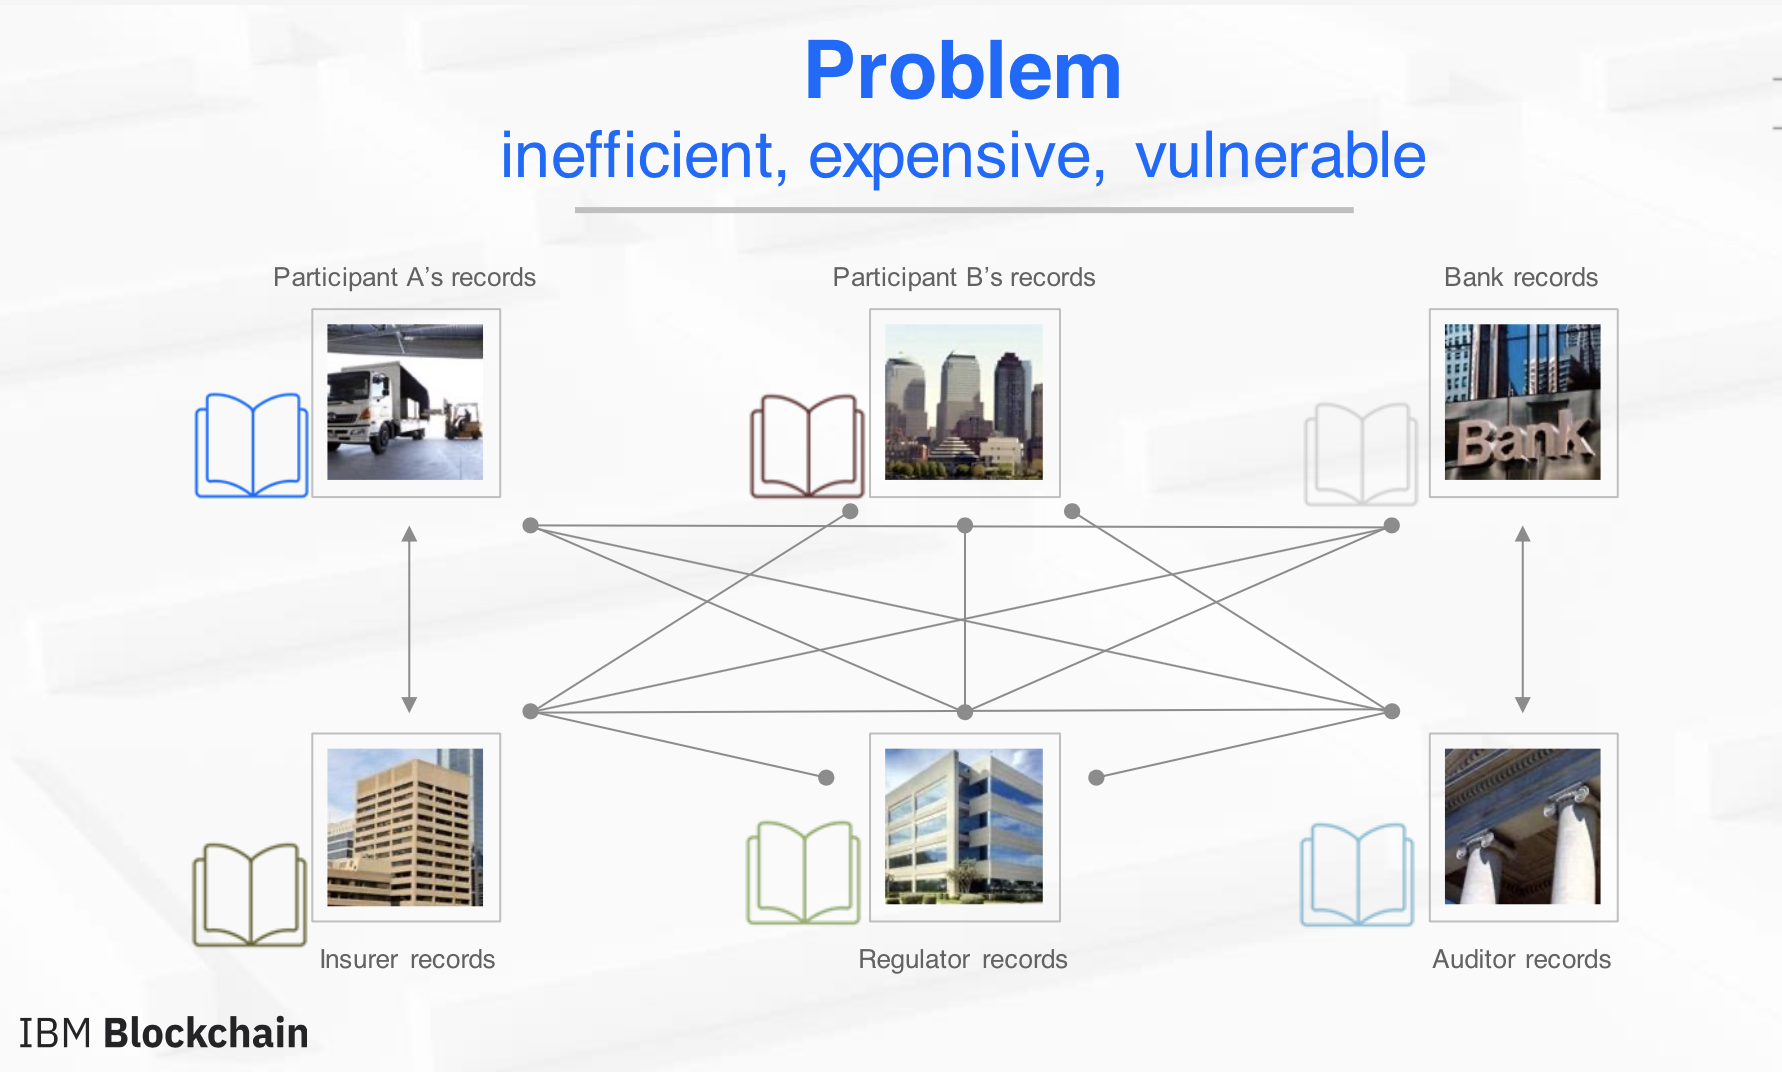 Problem
inefficient, expensive, vulnerable
Participant A’s records
Participant B’s records
Bank records
Bank
Insurer records
Regulator records
Auditor records
IBM Blockchain